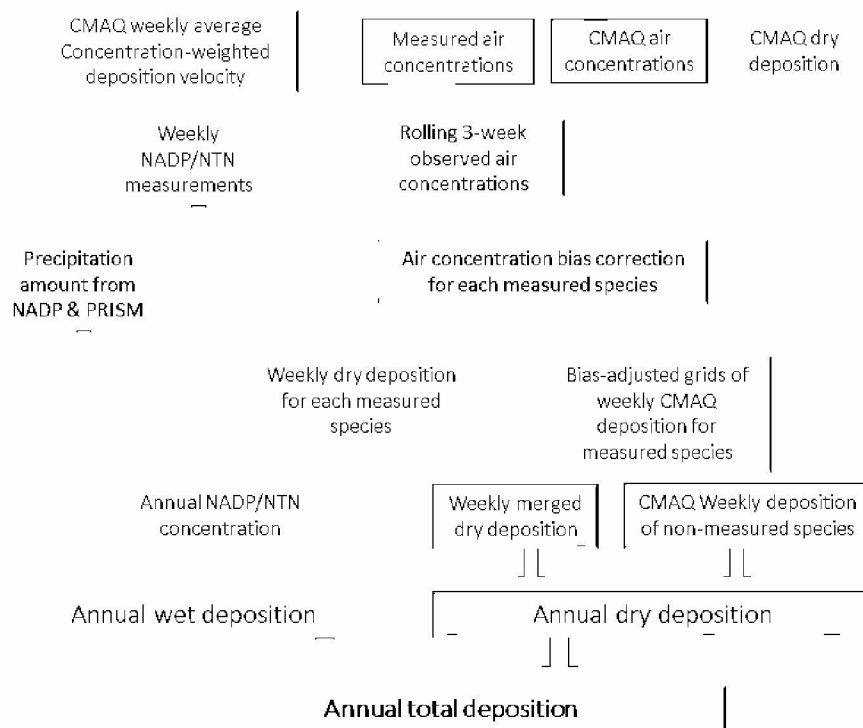 CMAQ weekly average
Concentration-weighted
deposition velocity
Measured air
concentrations
CMAQ air
concentrations
CMAQ dry
deposition
Weekly
NADP/NTN
measurements
Rolling 3-week
observed air
concentrations
Precipitation
amount from
NADP & PRISM
Air concentration bias correction
for each measured species
Weekly dry deposition
for each measured
species
Bias-adjusted grids of
weekly CMAQ
deposition for
measured species
Annual NADP/NTN
concentration
Weekly merged
dry deposition
CMAQ Weekly deposition
of non-measured species
Annual wet deposition
Annual dry deposition
Annual total deposition